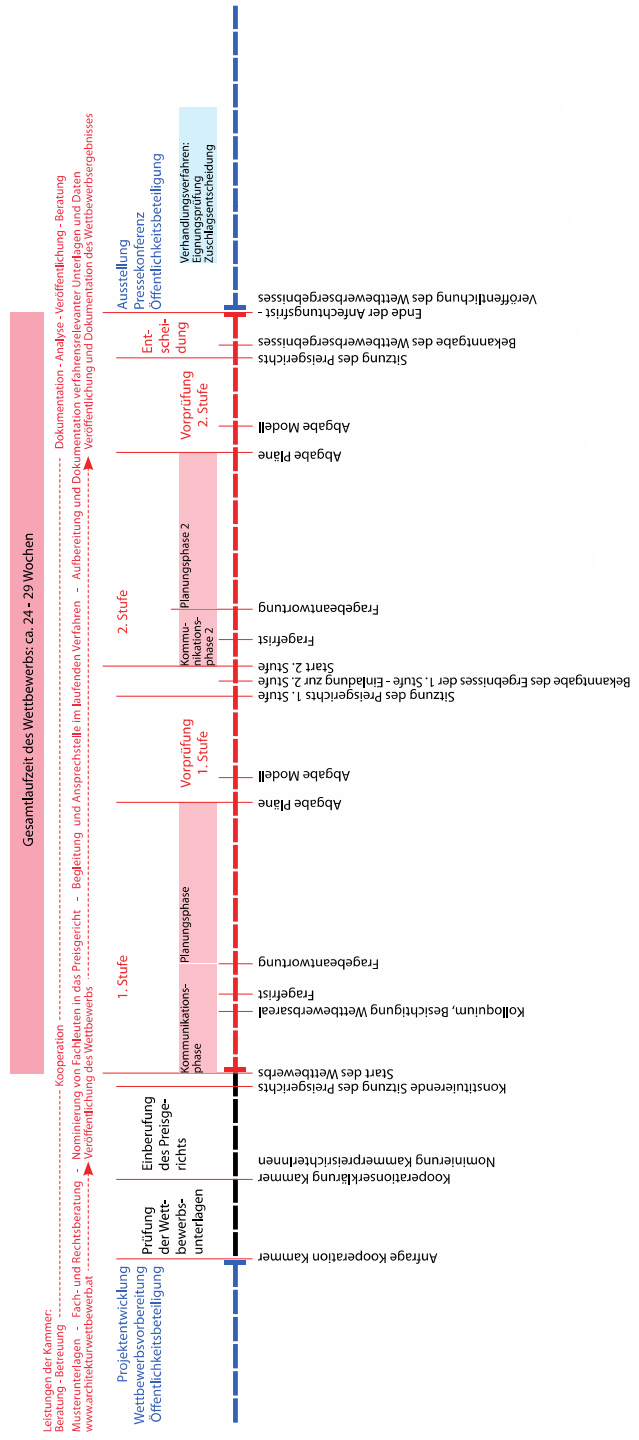 Leistungen der Kammer:
Beratung - Betreuung
Kooperation
Dokumentation - Analyse - Veröffentlichung - Beratung
Musterunterlagen - Fach- und Rechtsberatung - Nominierung von Fachleuten in das Preisgericht - Begleitung und Ansprechstelle im laufenden Verfahren - Aufbereitung und Dokumentation verfahrensrelevanter Unterlagen und Daten
www.architekturwettbewerb.at
Veröffentlichung des Wettbewerbs
Veröffentlichung und Dokumentation des Wettbewerbsergebnisses
Gesamtlaufzeit des Wettbewerbs: ca. 24 - 29 Wochen
Projektentwicklung
Wettbewerbsvorbereitung
Öffentlichkeitsbeteiligung
Prüfung
der Wett-
bewerbs-
unterlagen
Einberufung
des Preisge-
richts
1. Stufe
Kommunikations-
phase
Planungsphase
Vorprüfung
1. Stufe
2. Stufe
Kommu-
nikations-
phase 2
Planungsphase 2
Vorprüfung
2. Stufe
Ent-
schei-
dung
Ausstellung
Pressekonferenz
Öffentlichkeitsbeteiligung
Verhandlungsverfahren:
Eignungsprüfung
Zuschlagsentscheidung
Anfrage Kooperation Kammer
Kooperationserklärung Kammer
Nominierung KammerpreisrichterInnen
Konstituierende Sitzung des Preisgerichts
Start des Wettbewerbs
Kolloquium, Besichtigung Wettbewerbsareal
Fragefrist
Fragebeantwortung
Abgabe Pläne
Abgabe Modell
Sitzung des Preisgerichts 1. Stufe
Bekanntgabe des Ergebnisses der 1. Stufe - Einladung zur 2. Stufe
Start 2. Stufe
Fragefrist
Fragebeantwortung
Abgabe Pläne
Abgabe Modell
Sitzung des Preisgerichts
Bekanntgabe des Wettbewerbsergebnisses
Ende der Anfechtungsfrist -
Veröffentlichung des Wettbewerbsergebnisses